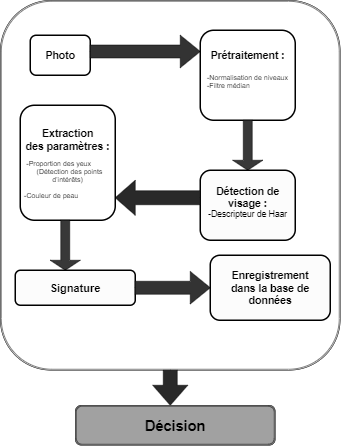 Photo
Prétraitement :
-Normalisation de niveaux
-Filtre médian
Extraction
des paramètres :
-Proportion des yeux
(Détection des points
d'intérêts)
-Couleur de peau
Détection de
visage :
-Descripteur de Haar
Signature
Enregistrement
dans la base de
données
Décision